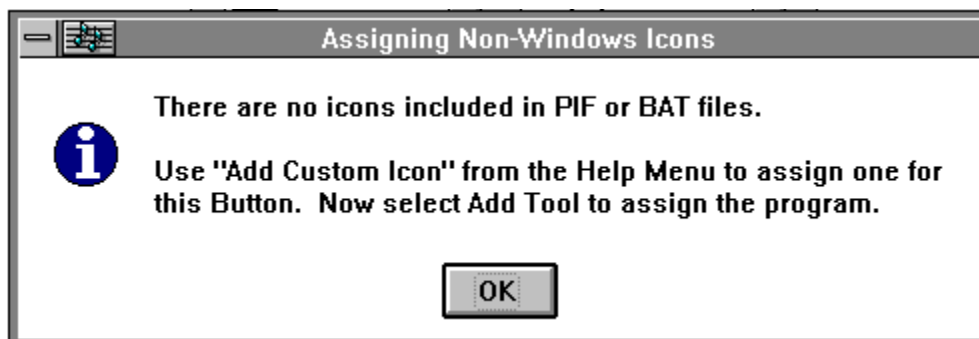 Assigning Non-Windows Icons
There are no icons included in PIF or BAT files.
Use "Add Custom Icon" from the Help Menu to assign one for
this Button.  Now select Add Tool to assign the program.
OK